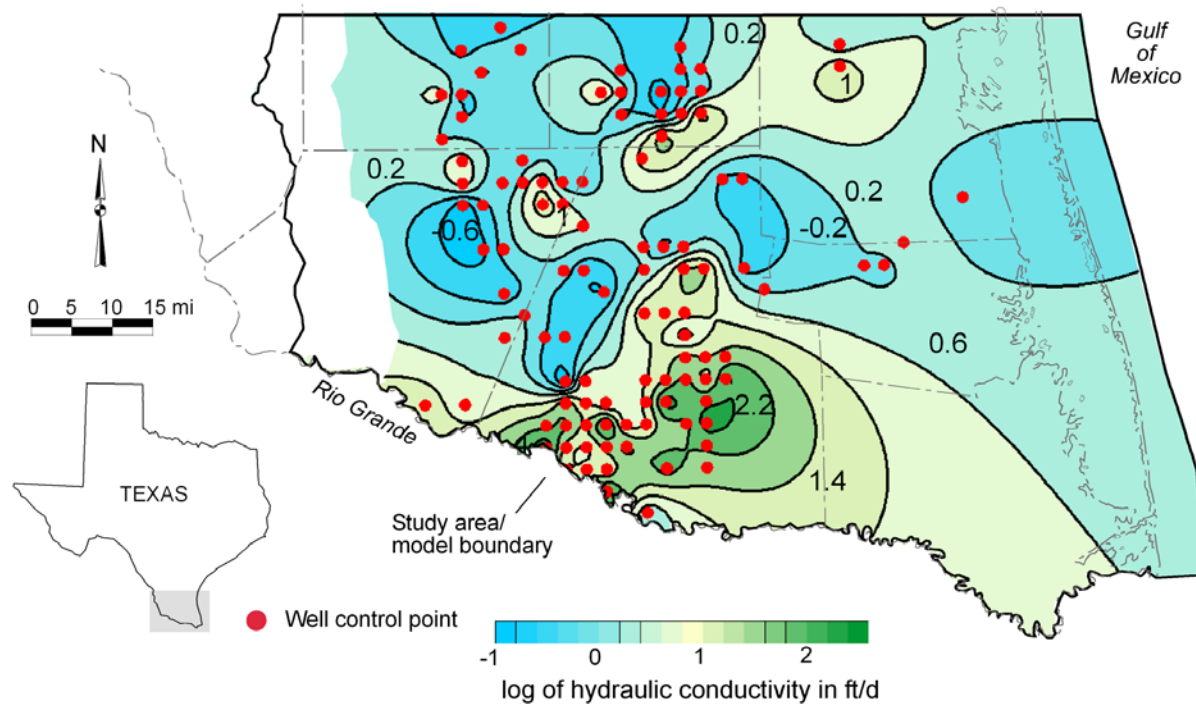 0.2
Gulf
of
Mexico
1
N
0.2
0.2
1
-0.6
-0.2
0 5 10 15 mi
0.6
Rio Grande
2.2
1.4
TEXAS
Study area/
model boundary
Well control point
-1 0 1 2
log of hydraulic conductivity in ft/d